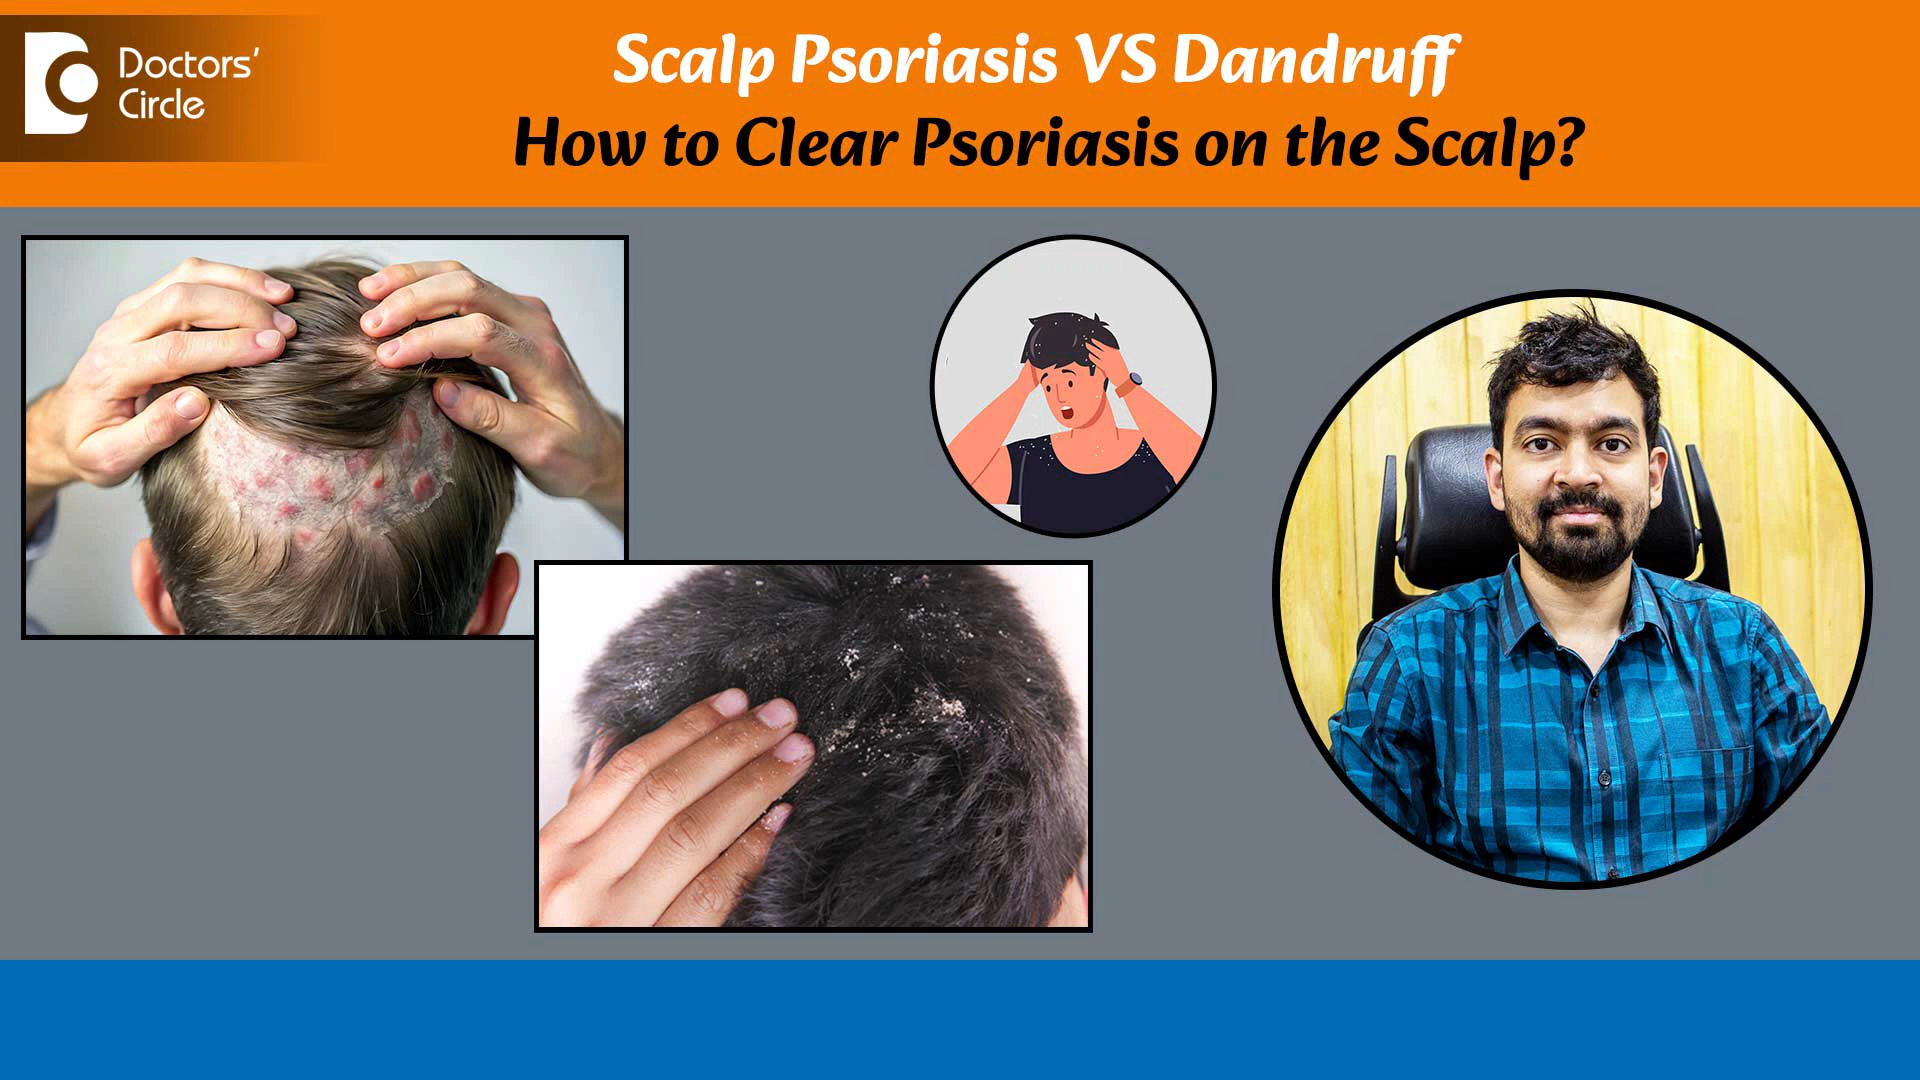 Doctors'
Circle
Scalp Psoriasis VS Dandruff
How to Clear Psoriasis on the Scalp?